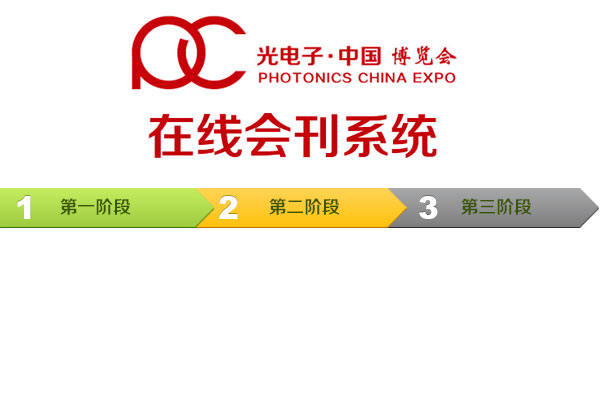 光电子·中国 博览会
PHOTONICS CHINA EXPO
在线会刊系统
1 第一阶段 2 第二阶段 3 第三阶段